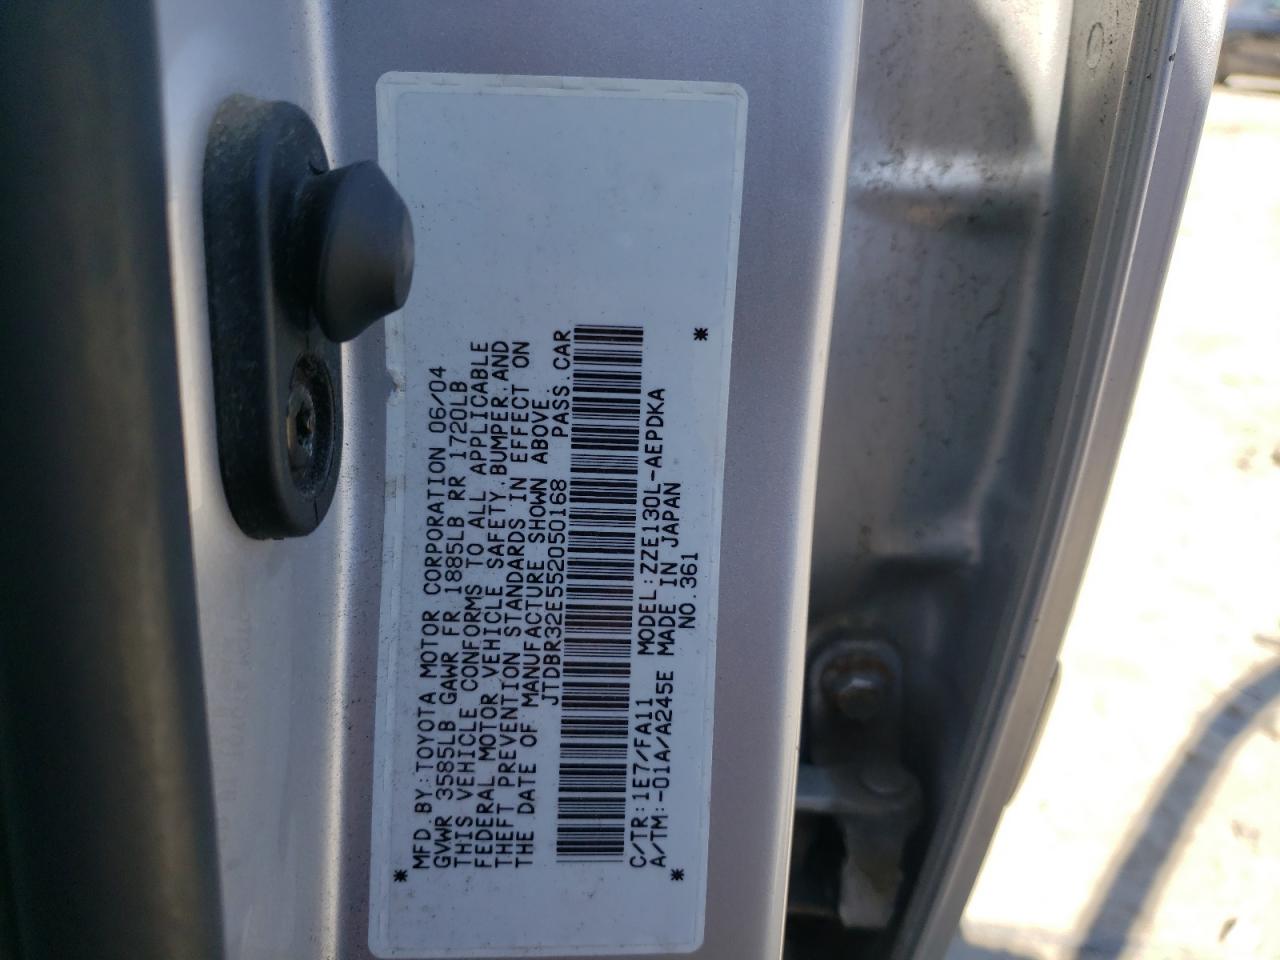 MFD.BY:TOYOTA MOTOR CORPORATION 06/04
GVWR 3585LB GAWR FR 1885LB RR 1720LB
THIS VEHICLE CONFORMS TO ALL APPLICABLE
FEDERAL MOTOR VEHICLE SAFETY,BUMPER,AND
THEFT PREVENTION STANDARDS IN EFFECT ON
THE DATE OF MANUFACTURE SHOWN ABOVE.
JTDBR32E552050168 PASS.CAR
C/TR:1E7/FA11 MODEL:ZZE130L-AEPDKA
A/TM:-01A/A245E MADE IN JAPAN
NO.361